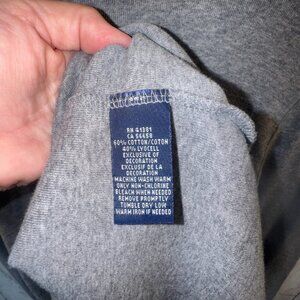 RN 41381
CA 56658
60% COTTON/COTON
40% LYOCELL
EXCLUSIVE OF
DECORATION
EXCLUSIF DE LA
DECORATION
MACHINE WASH WARM
ONLY NON-CHLORINE
BLEACH WHEN NEEDED
REMOVE PROMPTLY
TUMBLE DRY LOW
WARM IRON IF NEEDED